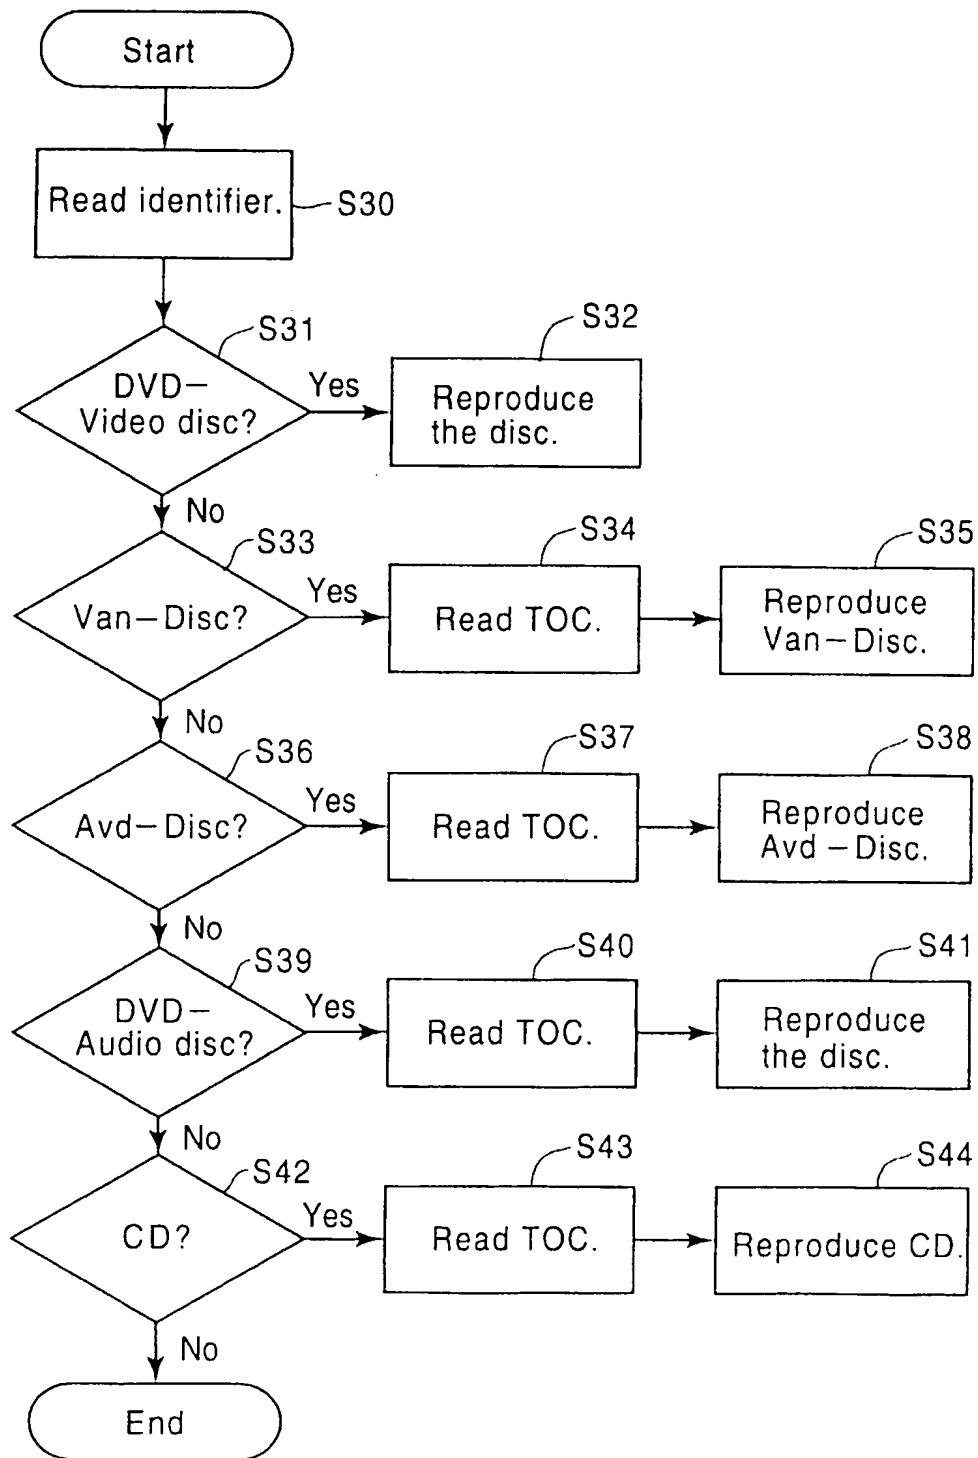 Start
Read identifier.
S30
S31
S32
DVD-
Video disc?
Yes
Reproduce
the disc.
No
S33
S34
S35
Van-Disc?
Yes
Read TOC.
Reproduce
Van-Disc.
No
S36
S37
S38
Avd-Disc?
Yes
Read TOC.
Reproduce
Avd-Disc.
No
S39
S40
S41
DVD-
Audio disc?
Yes
Read TOC.
Reproduce
the disc.
No
S42
S43
S44
CD?
Yes
Read TOC.
Reproduce CD.
No
End